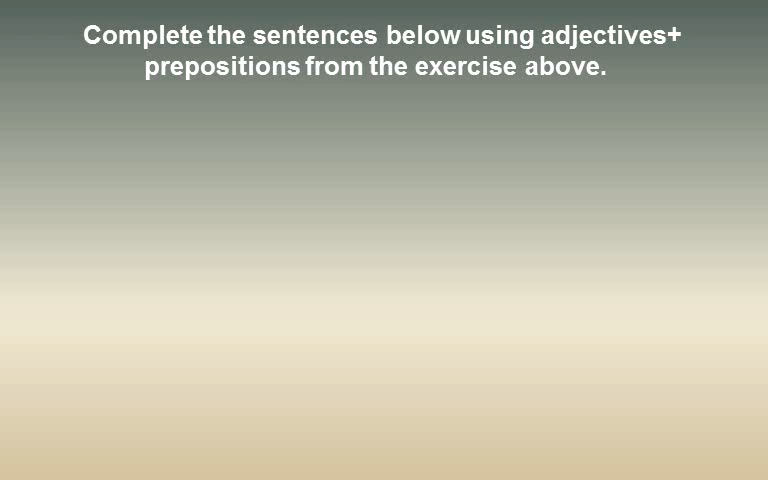 Complete the sentences below using adjectives+
prepositions from the exercise above.